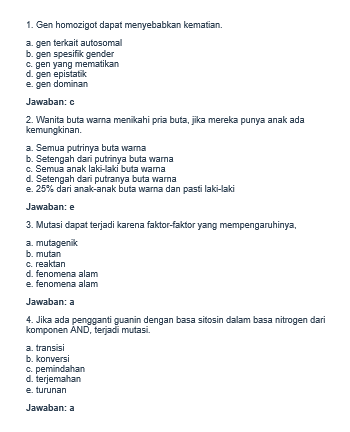 1. Gen homozigot dapat menyebabkan kematian.
a. gen terkait autosomal
b. gen spesifik gender
c. gen yang mematikan
d. gen epistatik
e. gen dominan
Jawaban: c
2. Wanita buta warna menikahi pria buta, jika mereka punya anak ada
kemungkinan.
a. Semua putrinya buta warna
b. Setengah dari putrinya buta warna
c. Semua anak laki-laki buta warna
d. Setengah dari putranya buta warna
e. 25% dari anak-anak buta warna dan pasti laki-laki
Jawaban: e
3. Mutasi dapat terjadi karena faktor-faktor yang mempengaruhinya,
a. mutagenik
b. mutan
c. reaktan
d. fenomena alam
e. fenomena alam
Jawaban: a
4. Jika ada pengganti guanin dengan basa sitosin dalam basa nitrogen dari
komponen AND, terjadi mutasi.
a. transisi
b. konversi
c. pemindahan
d. terjemahan
e. turunan
Jawaban: a